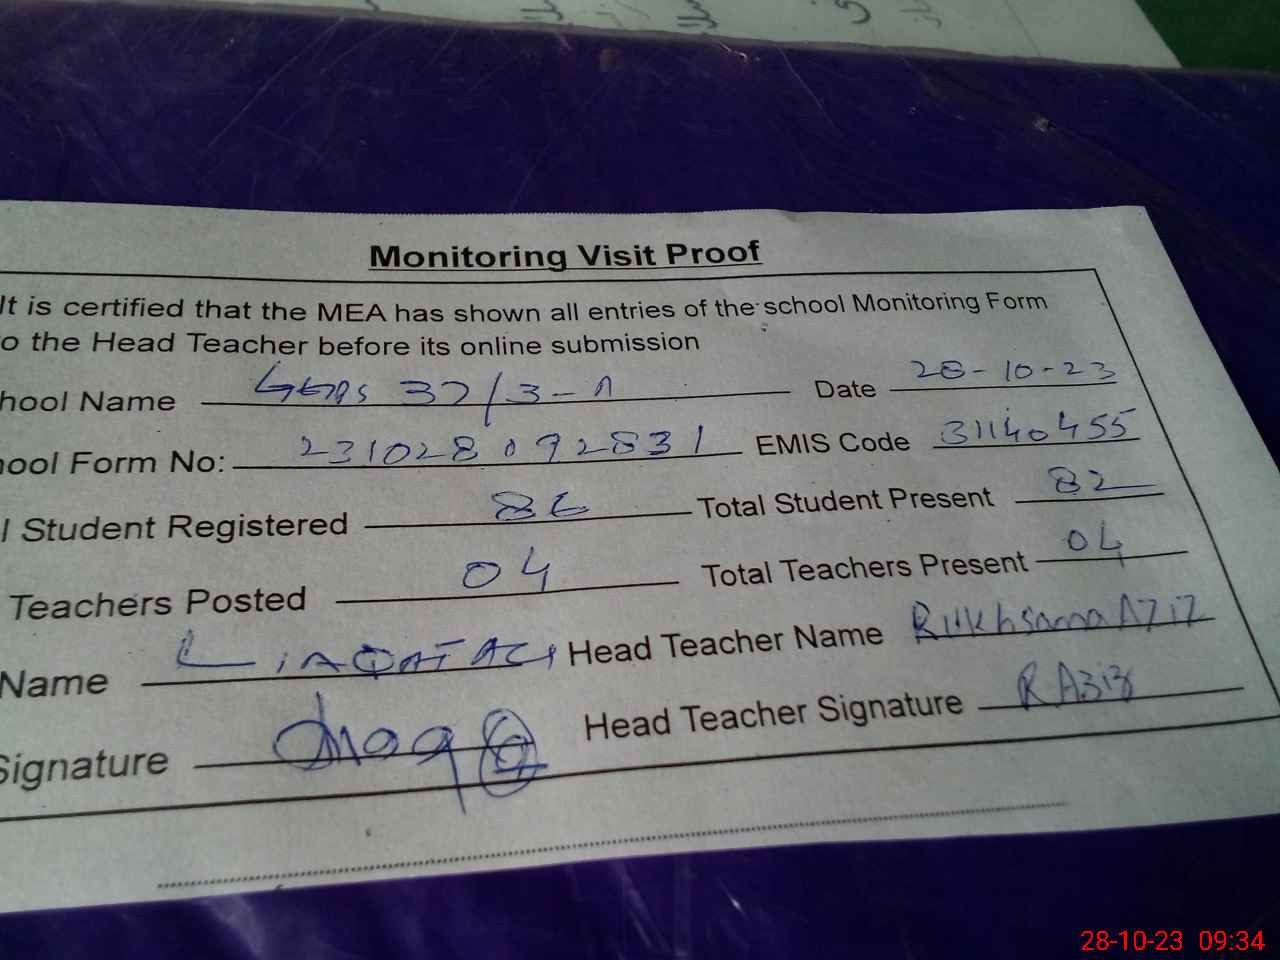 Monitoring Visit Proof
It is certified that the MEA has shown all entries of the school Monitoring Form
o the Head Teacher before its online submission
hool Name GGPS 37/3-R Date 28-10-23
hool Form No: 231028092831 EMIS Code 31140455
l Student Registered 86 Total Student Present 82
Teachers Posted 04 Total Teachers Present 04
Name LiAQAT ALi Head Teacher Name Rukhsana Aziz
Signature Head Teacher Signature R Aziz
28-10-23 09:34